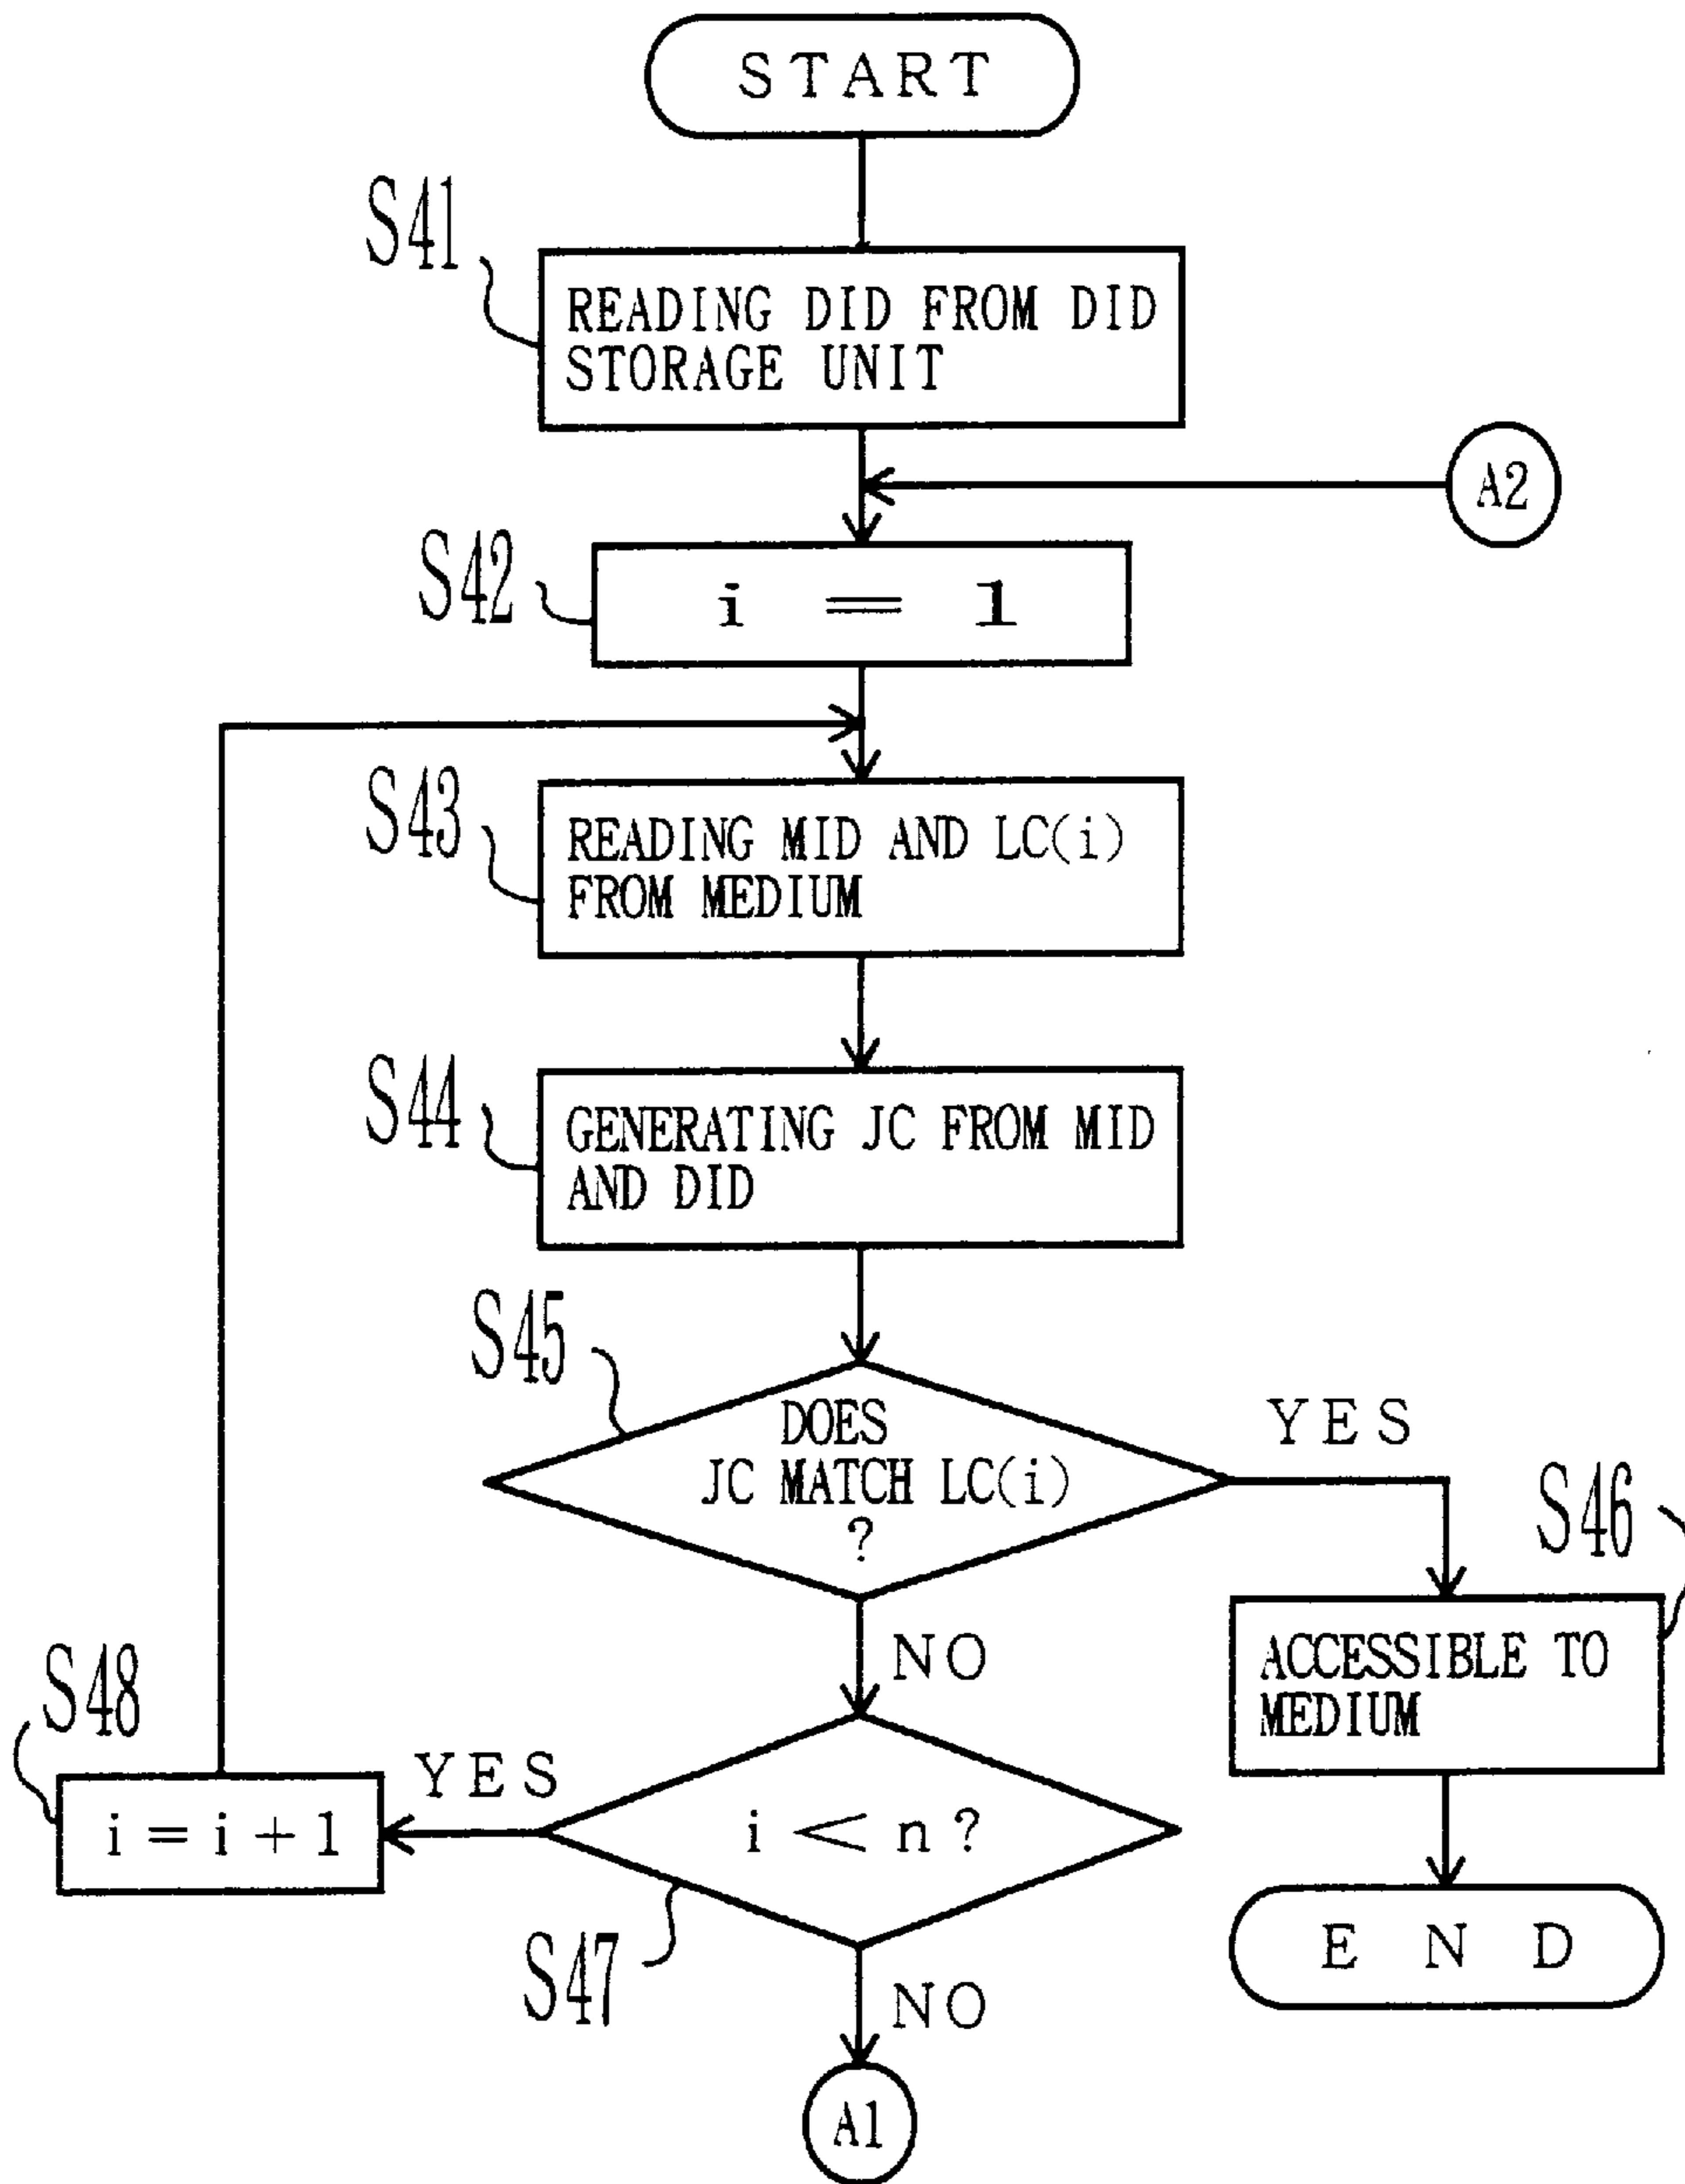 START
S41
READING DID FROM DID
STORAGE UNIT
A2
S42
i = 1
S43
READING MID AND LC(i)
FROM MEDIUM
S44
GENERATING JC FROM MID
AND DID
S45
DOES
JC MATCH LC(i)
?
YES
S46
ACCESSIBLE TO
MEDIUM
NO
S48
YES
i = i + 1
i < n ?
S47
END
NO
A1